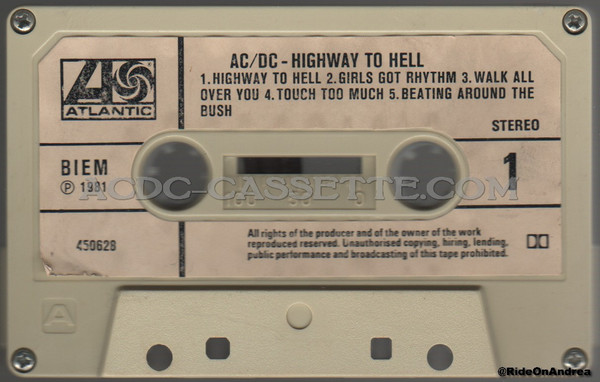 AC/DC - HIGHWAY TO HELL
1.HIGHWAY TO HELL 2.GIRLS GOT RHYTHM 3.WALK ALL
OVER YOU 4.TOUCH TOO MUCH 5.BEATING AROUND THE
BUSH
ATLANTIC
STEREO
BIEM
℗ 1981
1
ACDC-CASSETTE.COM
450628
All rights of the producer and of the owner of the work
reproduced reserved. Unauthorised copying, hiring, lending,
public performance and broadcasting of this tape prohibited.
A
@RideOnAndrea